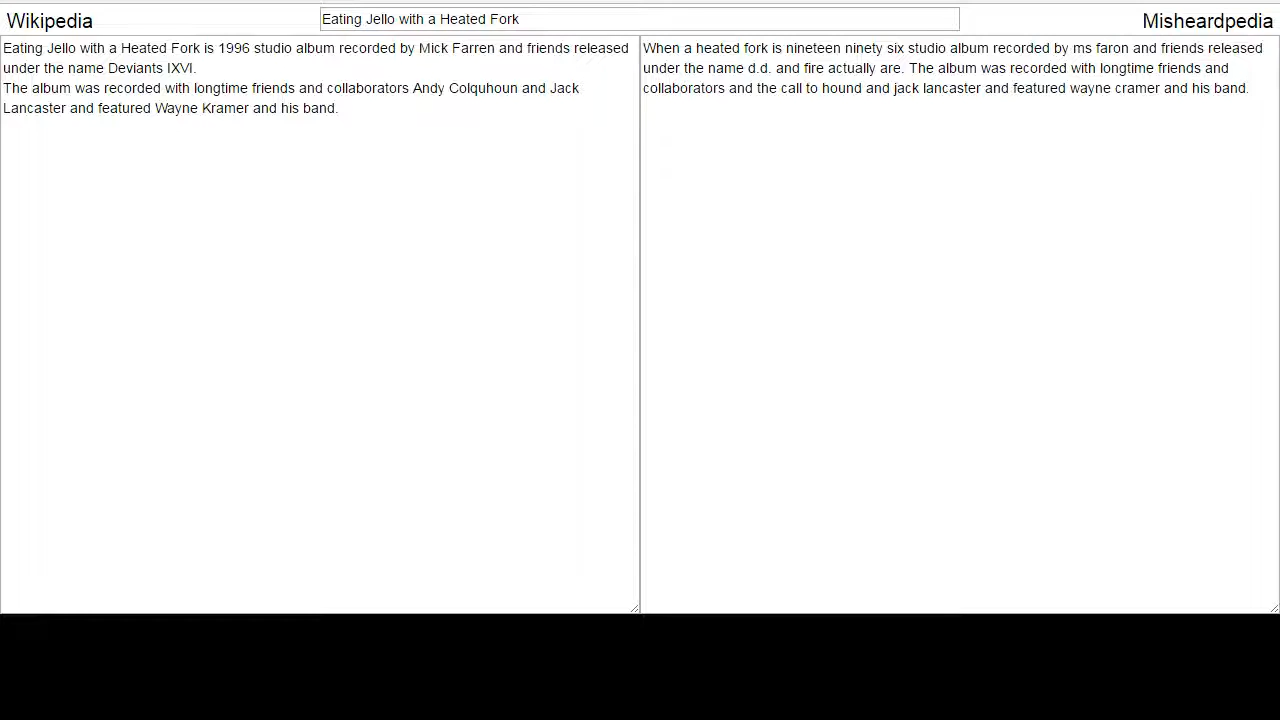 Wikipedia
Eating Jello with a Heated Fork
Misheardpedia
Eating Jello with a Heated Fork is 1996 studio album recorded by Mick Farren and friends released
under the name Deviants IXVI.
The album was recorded with longtime friends and collaborators Andy Colquhoun and Jack
Lancaster and featured Wayne Kramer and his band.
When a heated fork is nineteen ninety six studio album recorded by ms faron and friends released
under the name d.d. and fire actually are. The album was recorded with longtime friends and
collaborators and the call to hound and jack lancaster and featured wayne cramer and his band.